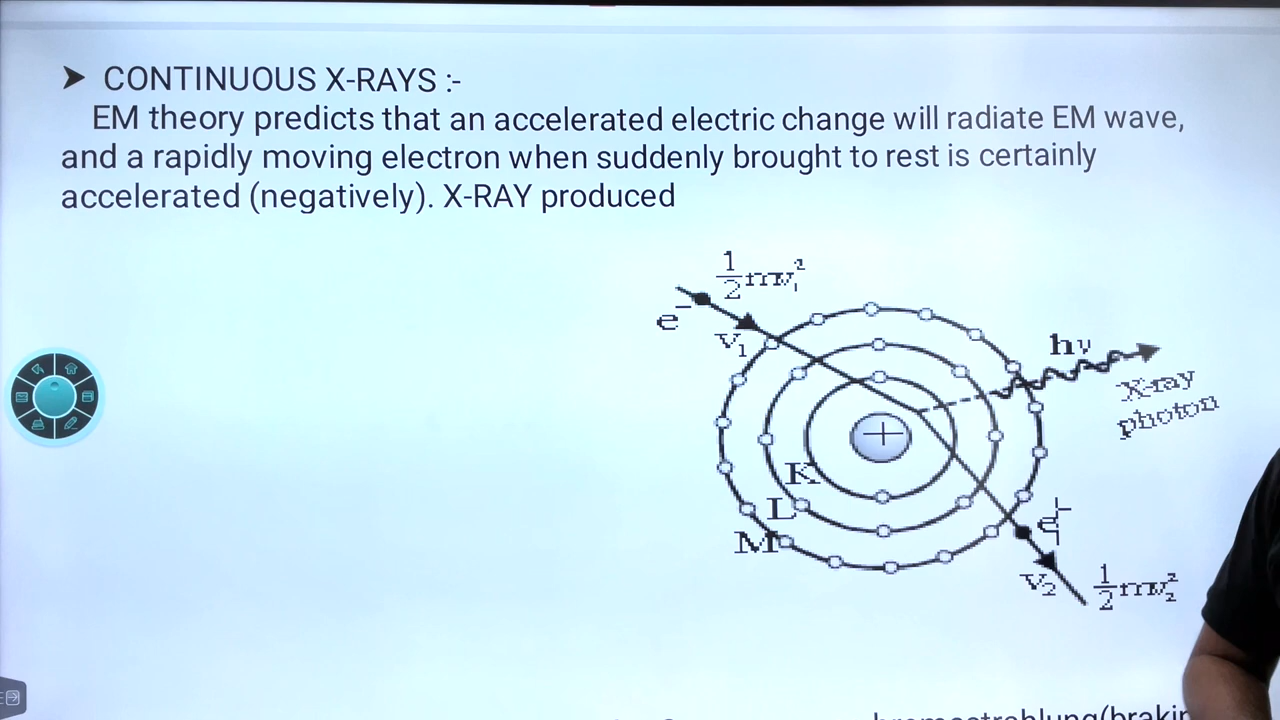 ➤ CONTINUOUS X-RAYS :-
EM theory predicts that an accelerated electric change will radiate EM wave,
and a rapidly moving electron when suddenly brought to rest is certainly
accelerated (negatively). X-RAY produced
1/2 mv₁²
e⁻
V₁
hν
X-ray
photon
+
K
L
M
e⁻
V₂
1/2 mv₂²